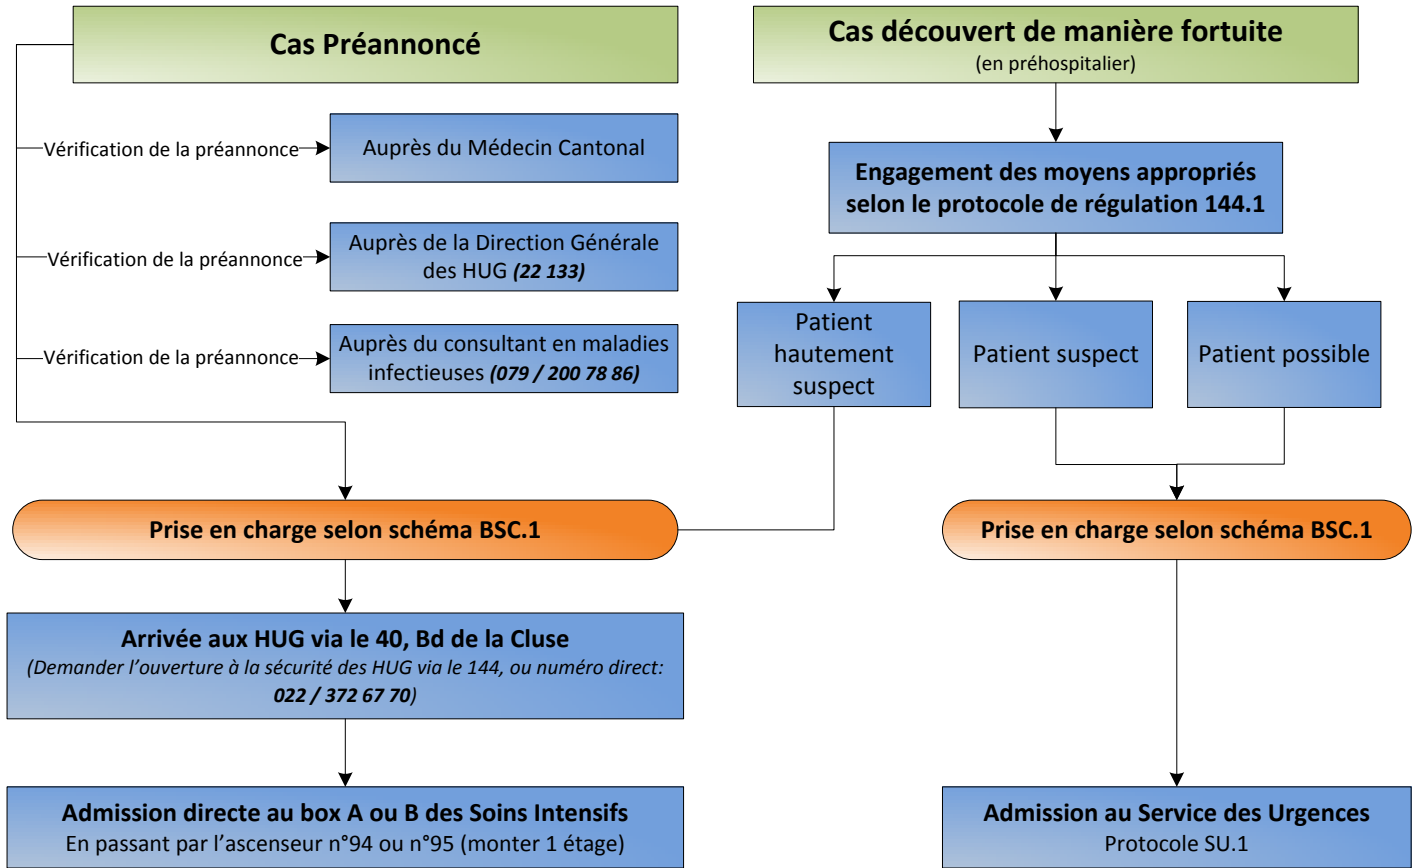 Cas Préannoncé
Vérification de la préannonce
Auprès du Médecin Cantonal
Vérification de la préannonce
Auprès de la Direction Générale
des HUG (22 133)
Vérification de la préannonce
Auprès du consultant en maladies
infectieuses (079 / 200 78 86)
Cas découvert de manière fortuite
(en préhospitalier)
Engagement des moyens appropriés
selon le protocole de régulation 144.1
Patient
hautement
suspect
Patient suspect
Patient possible
Prise en charge selon schéma BSC.1
Arrivée aux HUG via le 40, Bd de la Cluse
(Demander l’ouverture à la sécurité des HUG via le 144, ou numéro direct:
022 / 372 67 70)
Admission directe au box A ou B des Soins Intensifs
En passant par l’ascenseur n°94 ou n°95 (monter 1 étage)
Prise en charge selon schéma BSC.1
Admission au Service des Urgences
Protocole SU.1